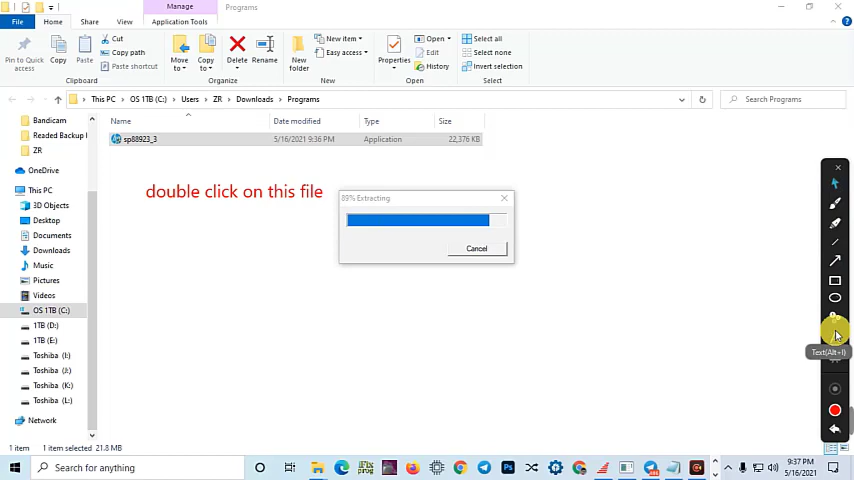 Manage
Programs
File
Home
Share
View
Application Tools
Pin to Quick access
Copy
Paste
Cut
Copy path
Paste shortcut
Clipboard
Move to
Copy to
Delete
Rename
Organize
New folder
New item
Easy access
New
Properties
Open
Edit
History
Open
Select all
Select none
Invert selection
Select
This PC > OS 1TB (C:) > Users > ZR > Downloads > Programs
Search Programs
Name
Date modified
Type
Size
sp88923_3
5/16/2021 9:36 PM
Application
22,376 KB
Bandicam
Readed Backup I
ZR
OneDrive
This PC
3D Objects
Desktop
Documents
Downloads
Music
Pictures
Videos
OS 1TB (C:)
1TB (D:)
1TB (E:)
Toshiba (I:)
Toshiba (J:)
Toshiba (K:)
Toshiba (L:)
Network
double click on this file
89% Extracting
Cancel
Text(Alt+I)
1 item
1 item selected 21.8 MB
Search for anything
9:37 PM
5/16/2021